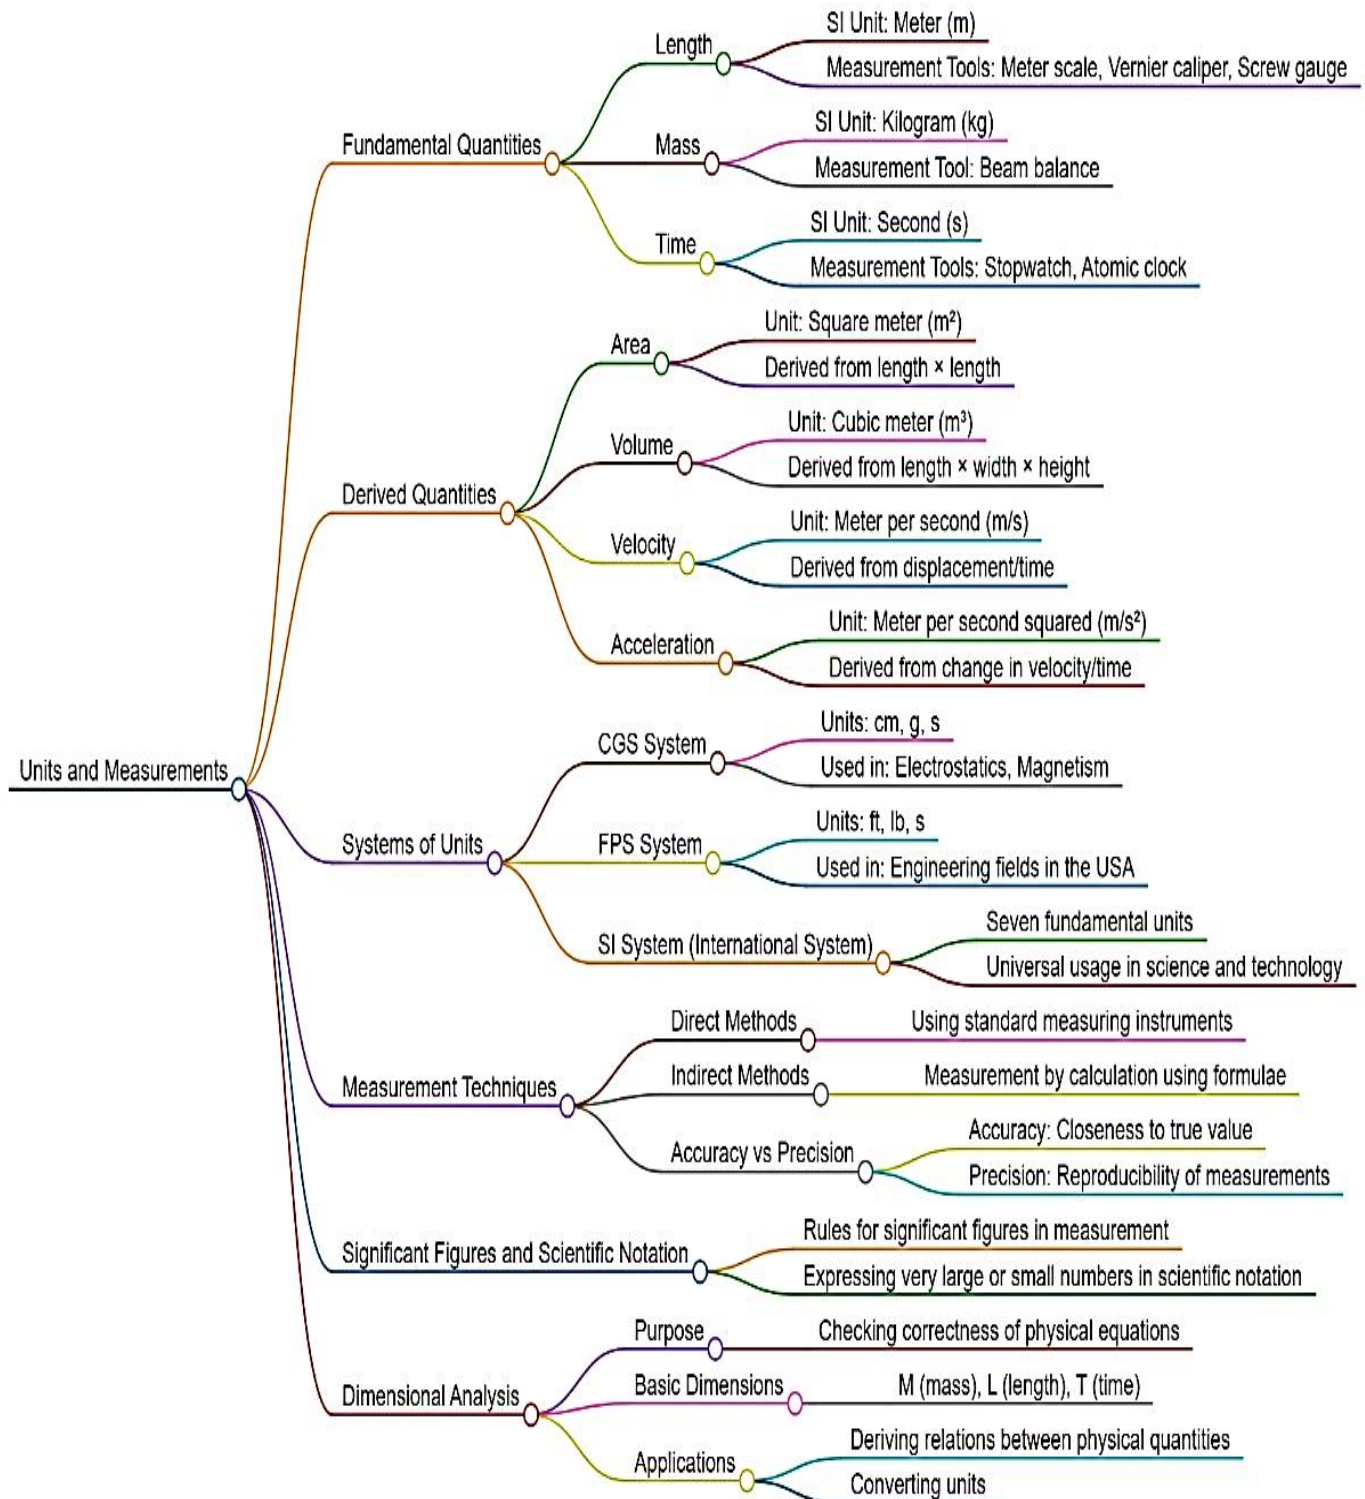 Units and Measurements
Fundamental Quantities
Length
SI Unit: Meter (m)
Measurement Tools: Meter scale, Vernier caliper, Screw gauge
Mass
SI Unit: Kilogram (kg)
Measurement Tool: Beam balance
Time
SI Unit: Second (s)
Measurement Tools: Stopwatch, Atomic clock
Derived Quantities
Area
Unit: Square meter (m²)
Derived from length × length
Volume
Unit: Cubic meter (m³)
Derived from length × width × height
Velocity
Unit: Meter per second (m/s)
Derived from displacement/time
Acceleration
Unit: Meter per second squared (m/s²)
Derived from change in velocity/time
Systems of Units
CGS System
Units: cm, g, s
Used in: Electrostatics, Magnetism
FPS System
Units: ft, lb, s
Used in: Engineering fields in the USA
SI System (International System)
Seven fundamental units
Universal usage in science and technology
Measurement Techniques
Direct Methods
Using standard measuring instruments
Indirect Methods
Measurement by calculation using formulae
Accuracy vs Precision
Accuracy: Closeness to true value
Precision: Reproducibility of measurements
Significant Figures and Scientific Notation
Rules for significant figures in measurement
Expressing very large or small numbers in scientific notation
Dimensional Analysis
Purpose
Checking correctness of physical equations
Basic Dimensions
M (mass), L (length), T (time)
Applications
Deriving relations between physical quantities
Converting units